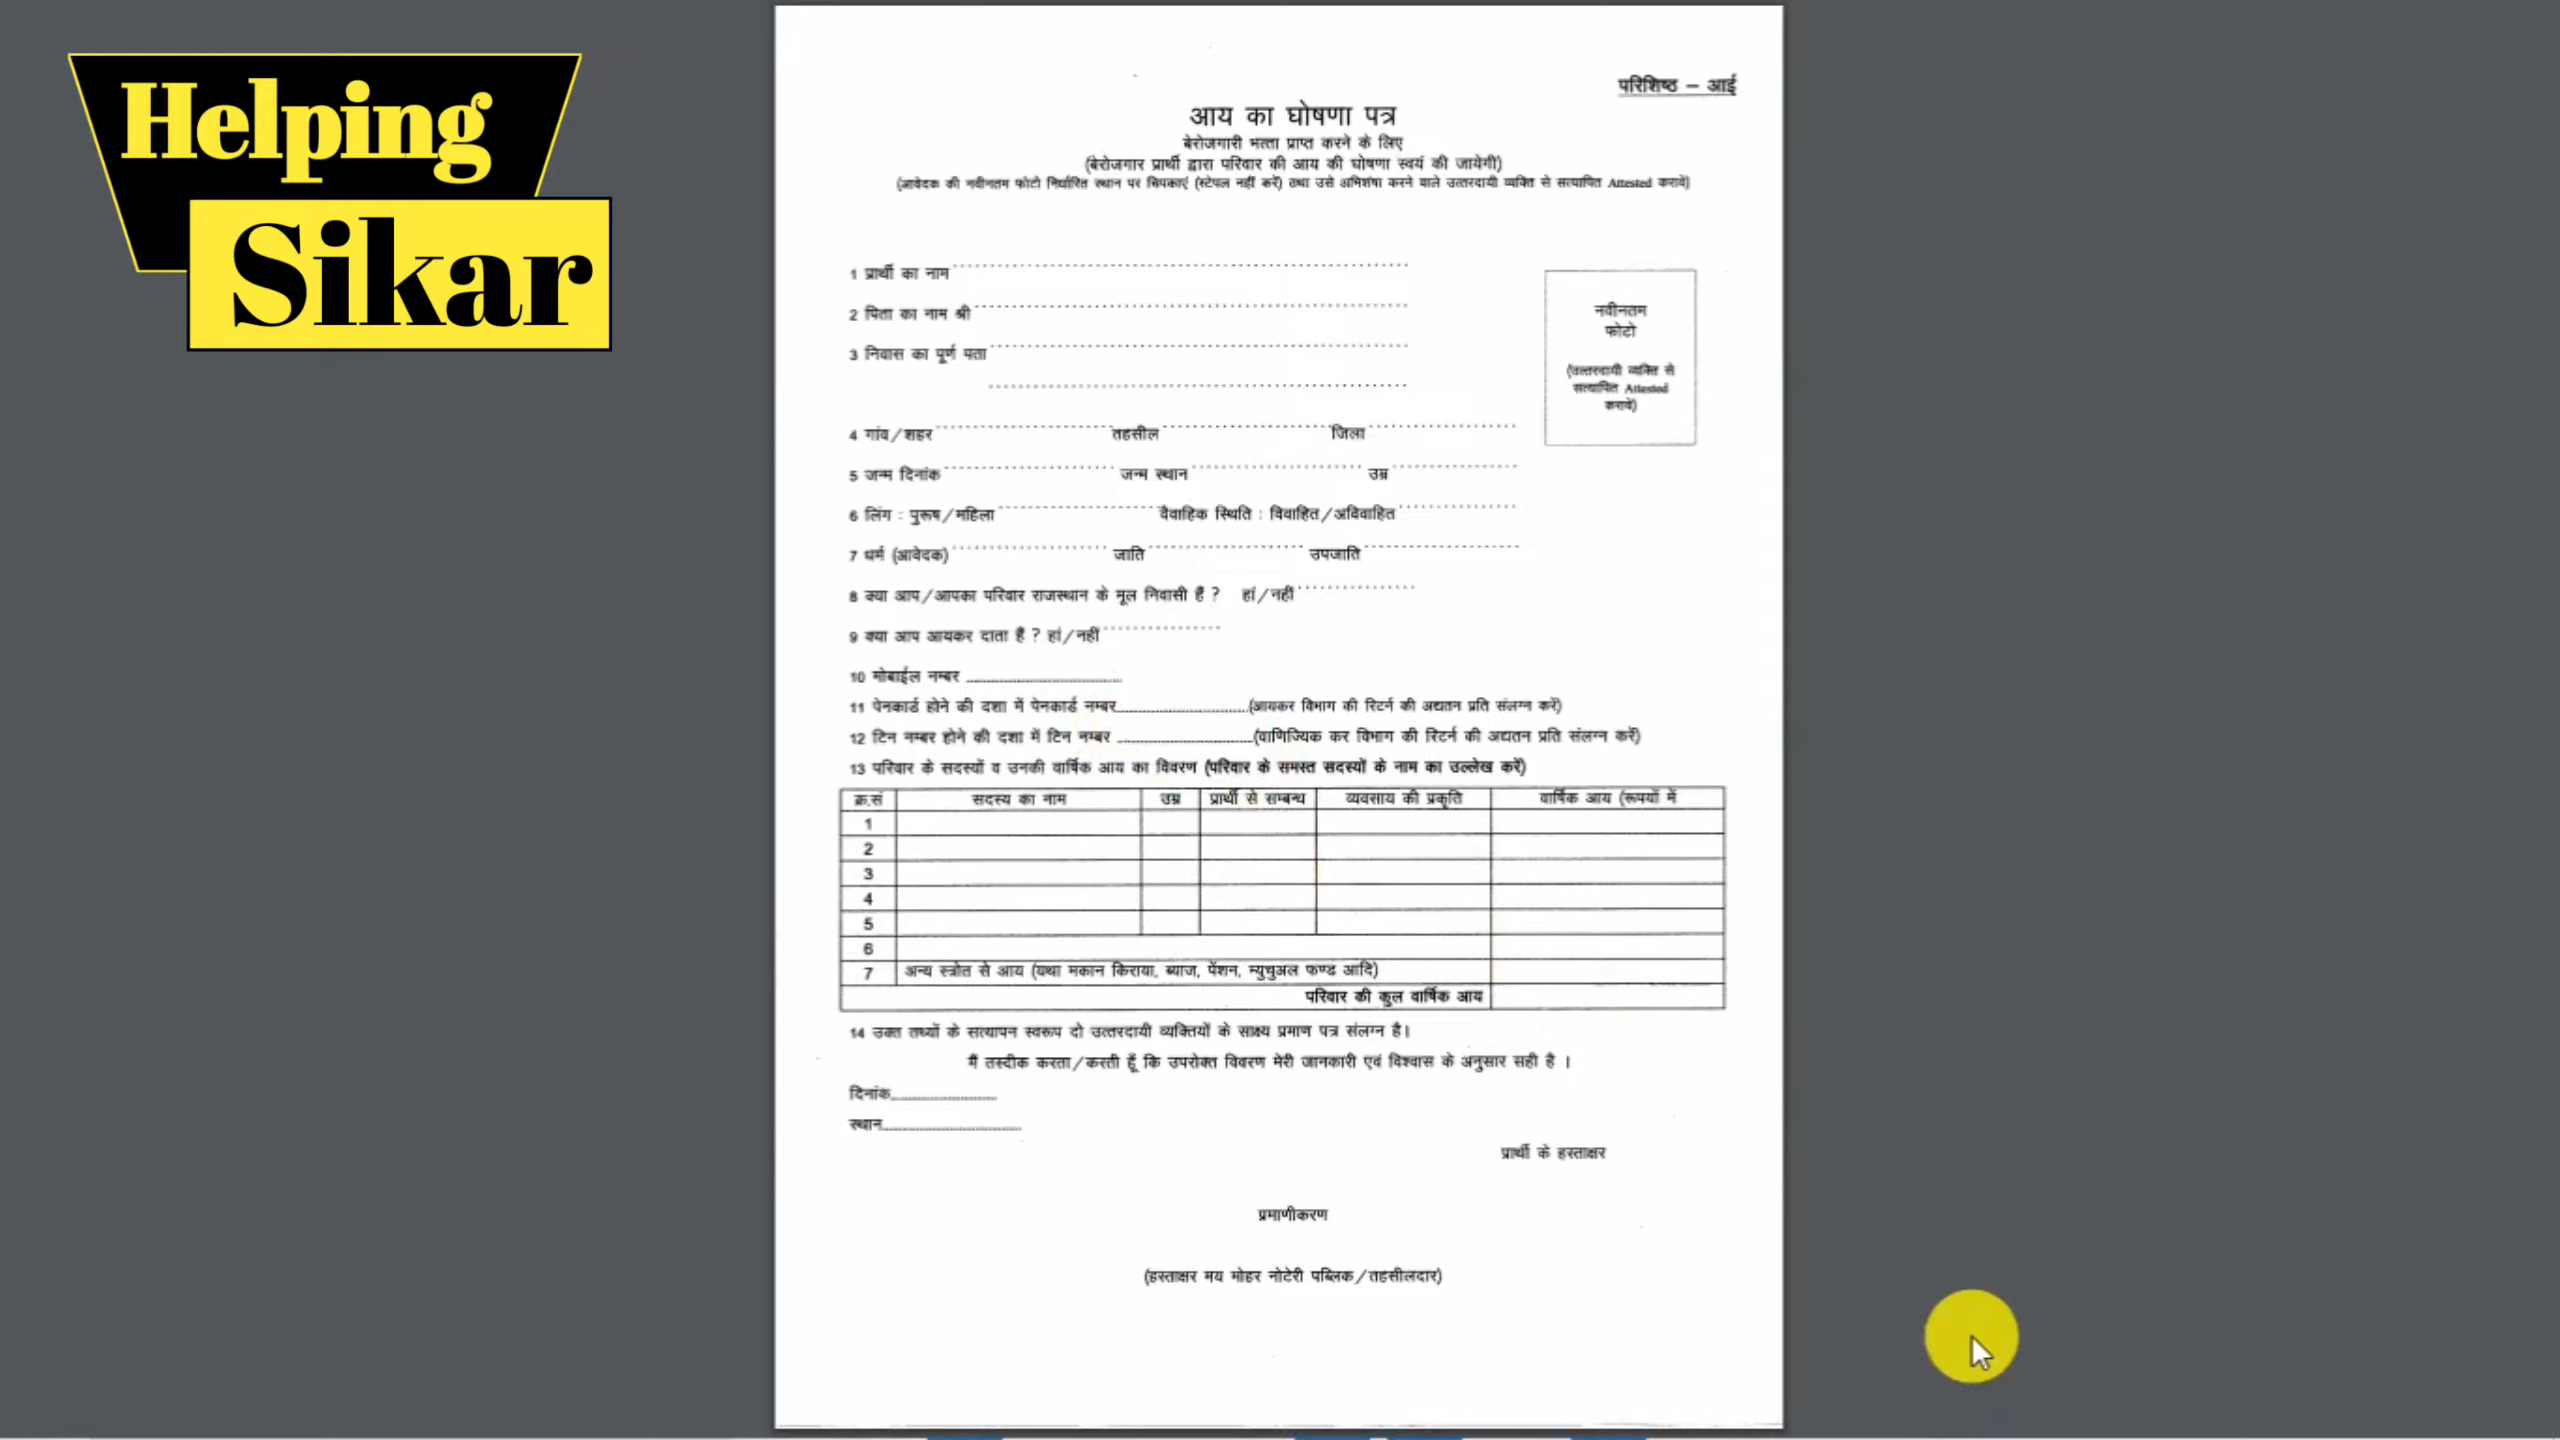 Helping
Sikar
परिशिष्ठ – आई
आय का घोषणा पत्र
बेरोजगारी भत्ता प्राप्त करने के लिए
(बेरोजगार प्रार्थी द्वारा परिवार की आय की घोषणा स्वयं की जायेगी)
(आवेदक की नवीनतम फोटो निर्धारित स्थान पर चिपकाएं (स्टेपल नहीं करें) तथा उसे अभिशंषा करने वाले उत्तरदायी व्यक्ति से सत्यापित Attested करावें)
1 प्रार्थी का नाम
2 पिता का नाम श्री
3 निवास का पूर्ण पता
नवीनतम
फोटो
(उत्तरदायी व्यक्ति से
सत्यापित Attested
करावें)
4 गांव/शहर तहसील जिला
5 जन्म दिनांक जन्म स्थान उम्र
6 लिंग : पुरूष/महिला वैवाहिक स्थिति : विवाहित/अविवाहित
7 धर्म (आवेदक) जाति उपजाति
8 क्या आप/आपका परिवार राजस्थान के मूल निवासी हैं ? हां/नहीं
9 क्या आप आयकर दाता हैं ? हां/नहीं
10 मोबाईल नम्बर
11 पेनकार्ड होने की दशा में पेनकार्ड नम्बर (आयकर विभाग की रिटर्न की अद्यतन प्रति संलग्न करें)
12 टिन नम्बर होने की दशा में टिन नम्बर (वाणिज्यिक कर विभाग की रिटर्न की अद्यतन प्रति संलग्न करें)
13 परिवार के सदस्यों व उनकी वार्षिक आय का विवरण (परिवार के समस्त सदस्यों के नाम का उल्लेख करें)
क्र.सं सदस्य का नाम उम्र प्रार्थी से सम्बन्ध व्यवसाय की प्रकृति वार्षिक आय (रूपयों में
1
2
3
4
5
6
7 अन्य स्त्रोत से आय (यथा मकान किराया, ब्याज, पेंशन, म्युचुअल फण्ड आदि)
परिवार की कुल वार्षिक आय
14 उक्त तथ्यों के सत्यापन स्वरूप दो उत्तरदायी व्यक्तियों के साक्ष्य प्रमाण पत्र संलग्न है।
मैं तस्दीक करता/करती हूँ कि उपरोक्त विवरण मेरी जानकारी एवं विश्वास के अनुसार सही है ।
दिनांक
स्थान
प्रार्थी के हस्ताक्षर
प्रमाणीकरण
(हस्ताक्षर मय मोहर नोटेरी पब्लिक/तहसीलदार)